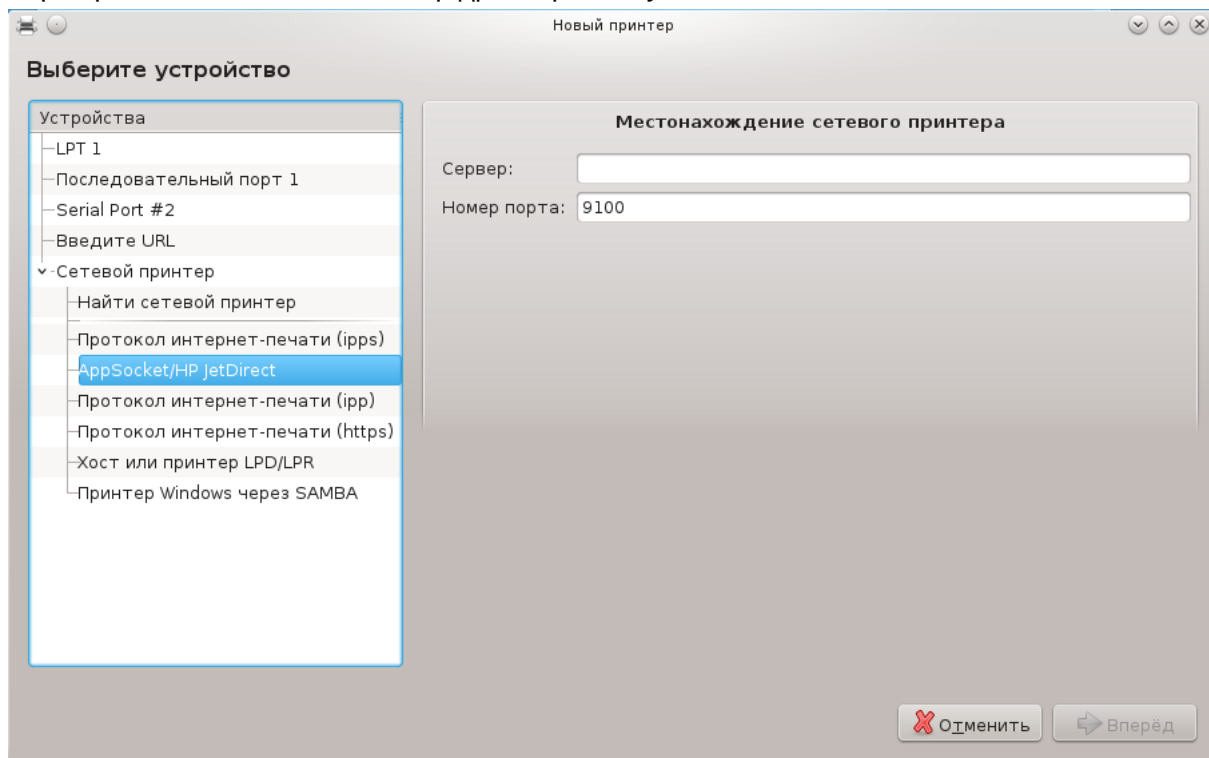 Новый принтер
Выберите устройство
Устройства
LPT 1
Последовательный порт 1
Serial Port #2
Введите URL
Сетевой принтер
Найти сетевой принтер
Протокол интернет-печати (ipps)
AppSocket/HP JetDirect
Протокол интернет-печати (ipp)
Протокол интернет-печати (https)
Хост или принтер LPD/LPR
Принтер Windows через SAMBA
Местонахождение сетевого принтера
Сервер:
Номер порта: 9100
Отменить
Вперёд